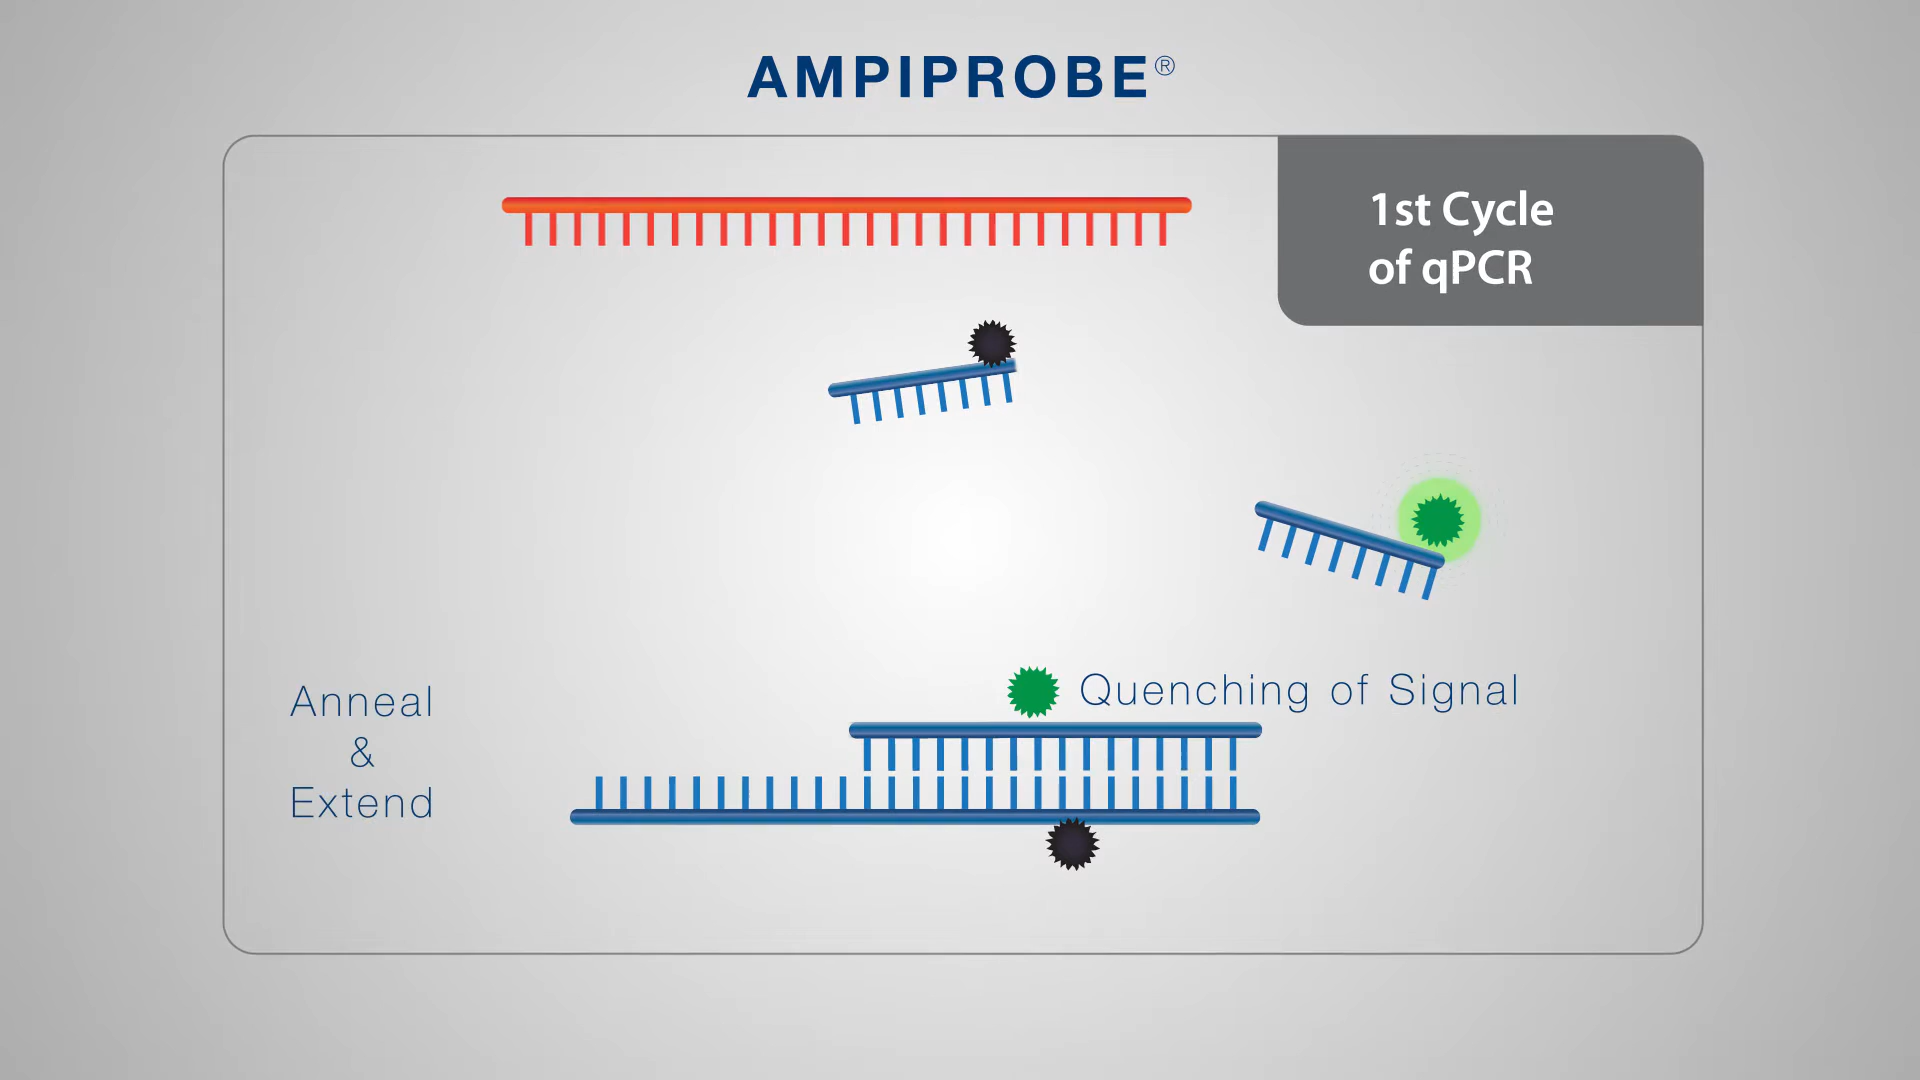 AMPIPROBE®
1st Cycle
of qPCR
Quenching of Signal
Anneal
&
Extend